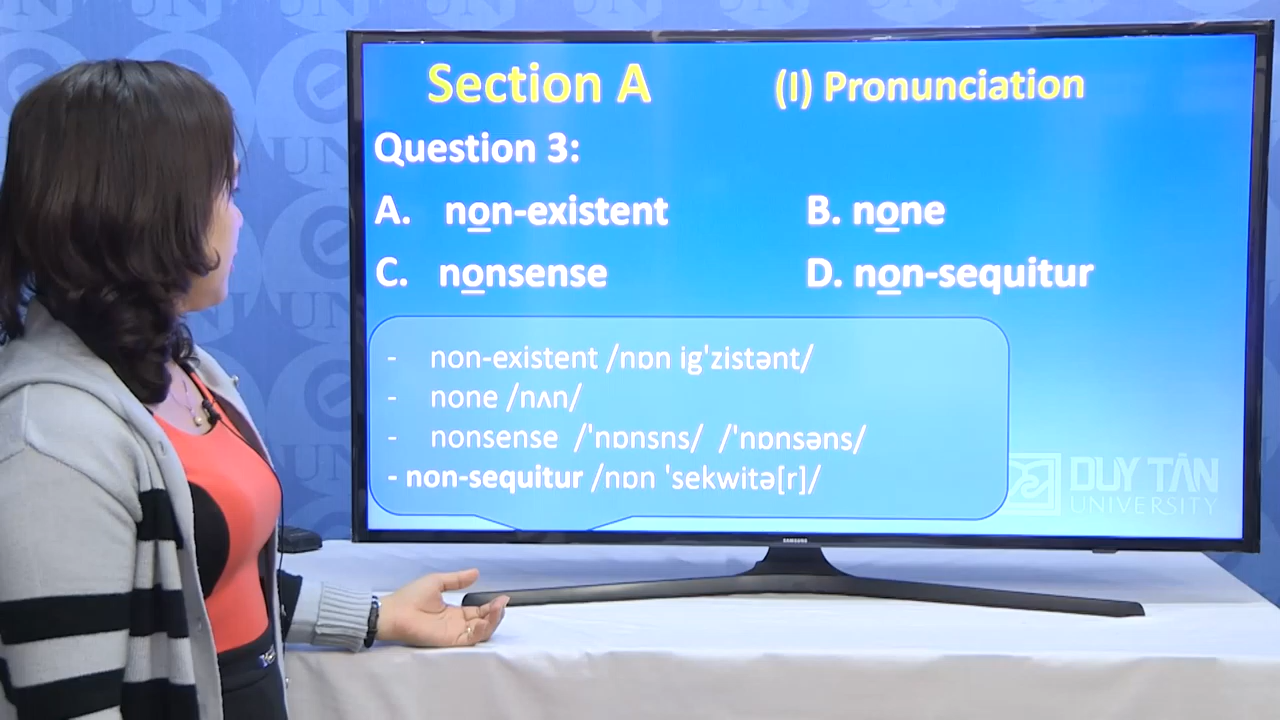 Section A (I) Pronunciation
Question 3:
A. non-existent B. none
C. nonsense D. non-sequitur
- non-existent /nɒn ig'zistənt/
- none /nʌn/
- nonsense /'nɒnsns/ /'nɒnsəns/
- non-sequitur /nɒn 'sekwitə[r]/
DUY TÂN
UNIVERSITY
SAMSUNG